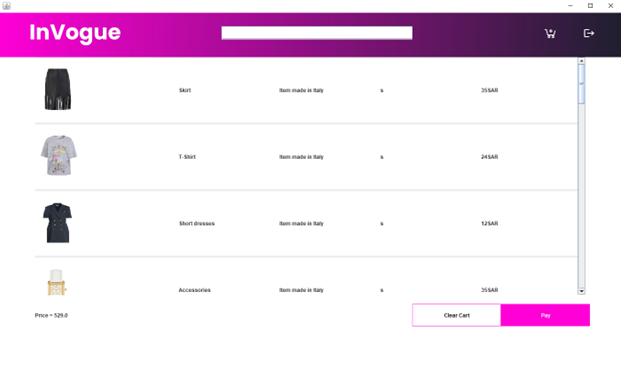 InVogue
Skirt Item made in Italy s 35SAR
T-Shirt Item made in Italy s 24SAR
Short dresses Item made in Italy s 12SAR
Accessories Item made in Italy s 35SAR
Price = 529.0 Clear Cart Pay